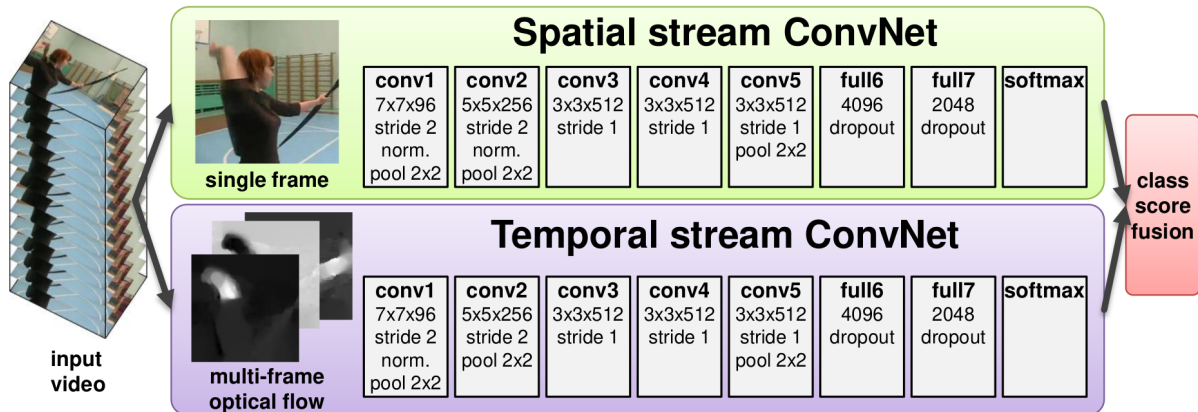 Spatial stream ConvNet
conv1
7x7x96
stride 2
norm.
pool 2x2
conv2
5x5x256
stride 2
norm.
pool 2x2
conv3
3x3x512
stride 1
conv4
3x3x512
stride 1
conv5
3x3x512
stride 1
pool 2x2
full6
4096
dropout
full7
2048
dropout
softmax
single frame
Temporal stream ConvNet
conv1
7x7x96
stride 2
norm.
pool 2x2
conv2
5x5x256
stride 2
pool 2x2
conv3
3x3x512
stride 1
conv4
3x3x512
stride 1
conv5
3x3x512
stride 1
pool 2x2
full6
4096
dropout
full7
2048
dropout
softmax
multi-frame
optical flow
input
video
class
score
fusion